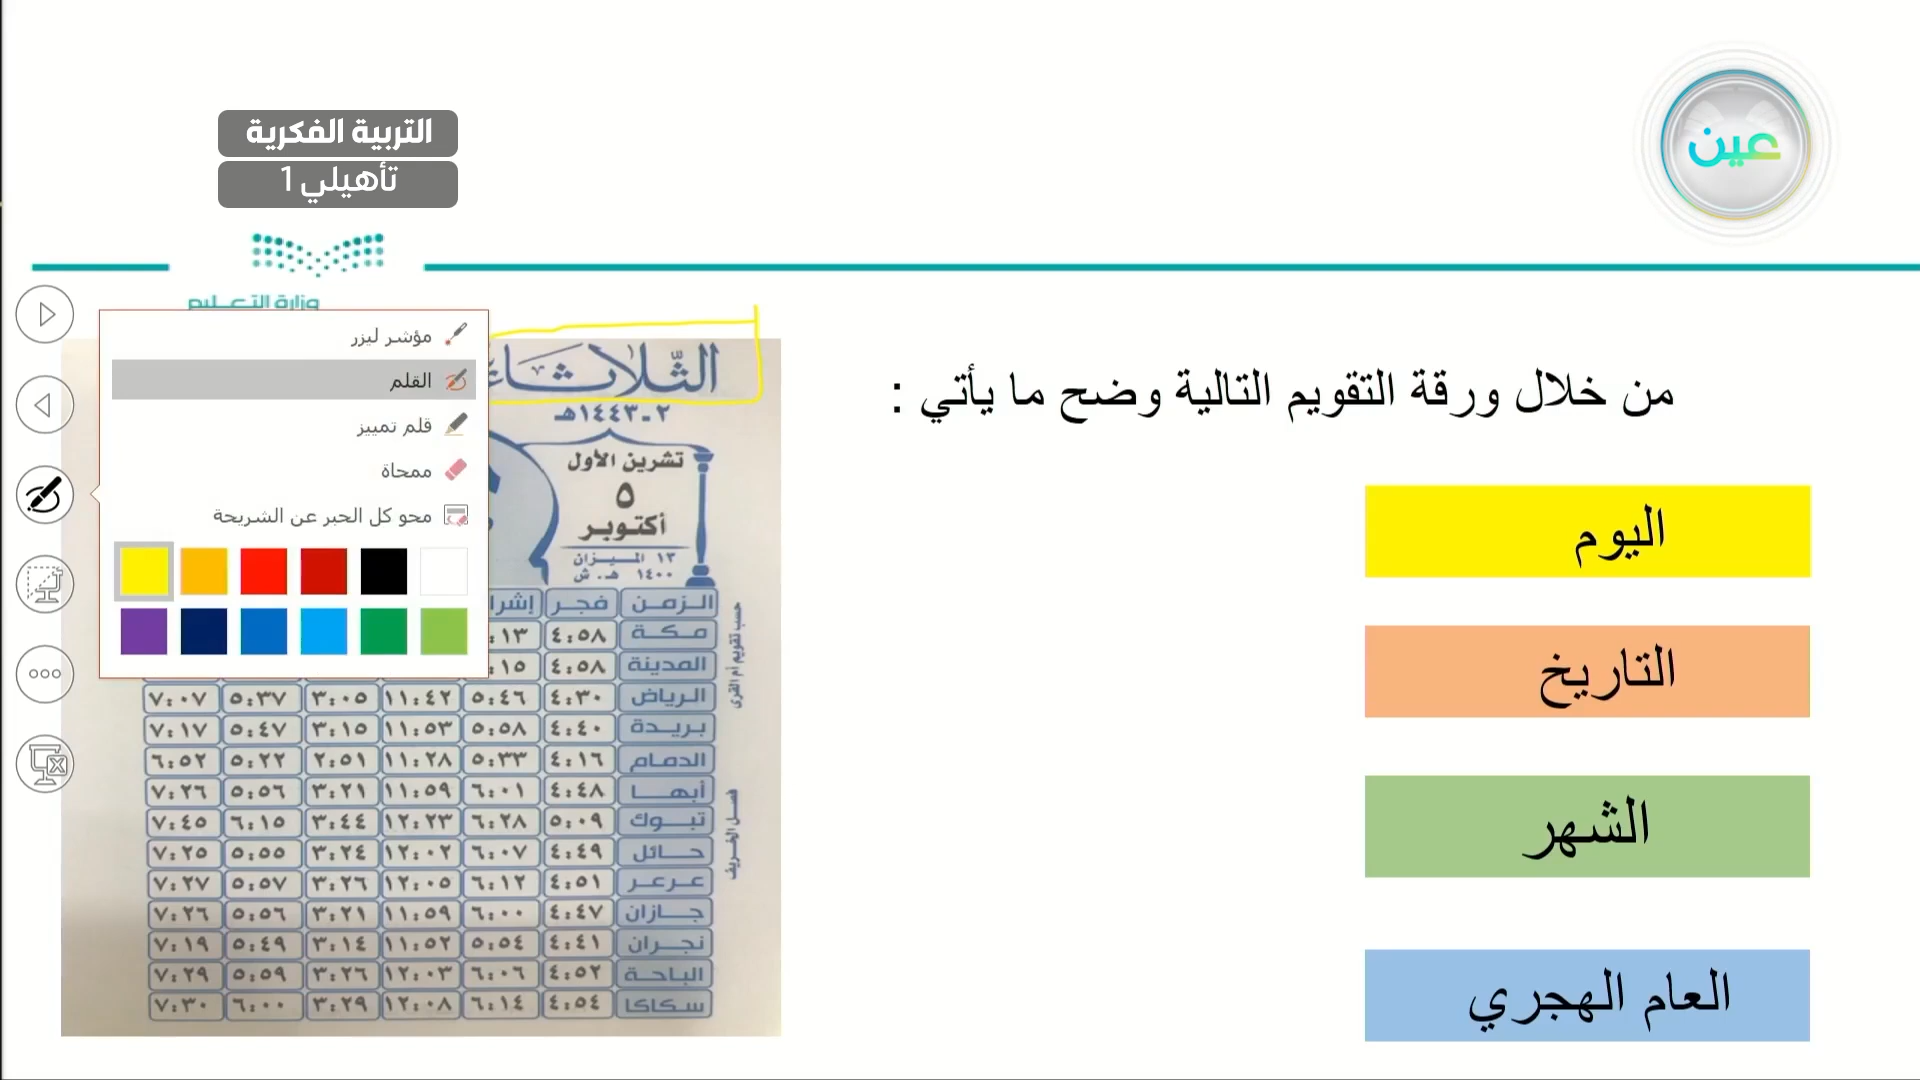 التربية الفكرية
تأهيلي 1
عين
وزارة التعليم
من خلال ورقة التقويم التالية وضح ما يأتي :
اليوم
التاريخ
الشهر
العام الهجري
مؤشر ليزر
القلم
قلم تمييز
ممحاة
محو كل الحبر عن الشريحة
الثلاثاء
٢-١٤٤٣هـ
تشرين الأول
٥
أكتوبر
١٣ الميزان
١٤٠٠ هـ.ش
الزمن فجر إشرا
مكة ٤:٥٨ :١٣
المدينة ٤:٥٨ :١٥
الرياض ٤:٣٠ ٥:٤٦ ١١:٤٢ ٣:٠٥ ٥:٣٧ ٧:٠٧
بريدة ٤:٤٠ ٥:٥٨ ١١:٥٣ ٣:١٥ ٥:٤٧ ٧:١٧
الدمام ٤:١٦ ٥:٣٣ ١١:٢٨ ٢:٥١ ٥:٢٢ ٦:٥٢
أبها ٤:٤٨ ٦:٠١ ١١:٥٩ ٣:٢١ ٥:٥٦ ٧:٢٦
تبوك ٥:٠٩ ٦:٢٨ ١٢:٢٣ ٣:٤٤ ٦:١٥ ٧:٤٥
حائل ٤:٤٩ ٦:٠٧ ١٢:٠٢ ٣:٢٤ ٥:٥٥ ٧:٢٥
عرعر ٤:٥١ ٦:١٢ ١٢:٠٥ ٣:٢٦ ٥:٥٧ ٧:٢٧
جازان ٤:٤٧ ٦:٠٠ ١١:٥٩ ٣:٢١ ٥:٥٦ ٧:٢٦
نجران ٤:٤١ ٥:٥٤ ١١:٥٢ ٣:١٤ ٥:٤٩ ٧:١٩
الباحة ٤:٥٢ ٦:٠٦ ١٢:٠٣ ٣:٢٦ ٥:٥٩ ٧:٢٩
سكاكا ٤:٥٤ ٦:١٤ ١٢:٠٨ ٣:٢٩ ٦:٠٠ ٧:٣٠
حسب تقويم أم القرى
فصل الخريف